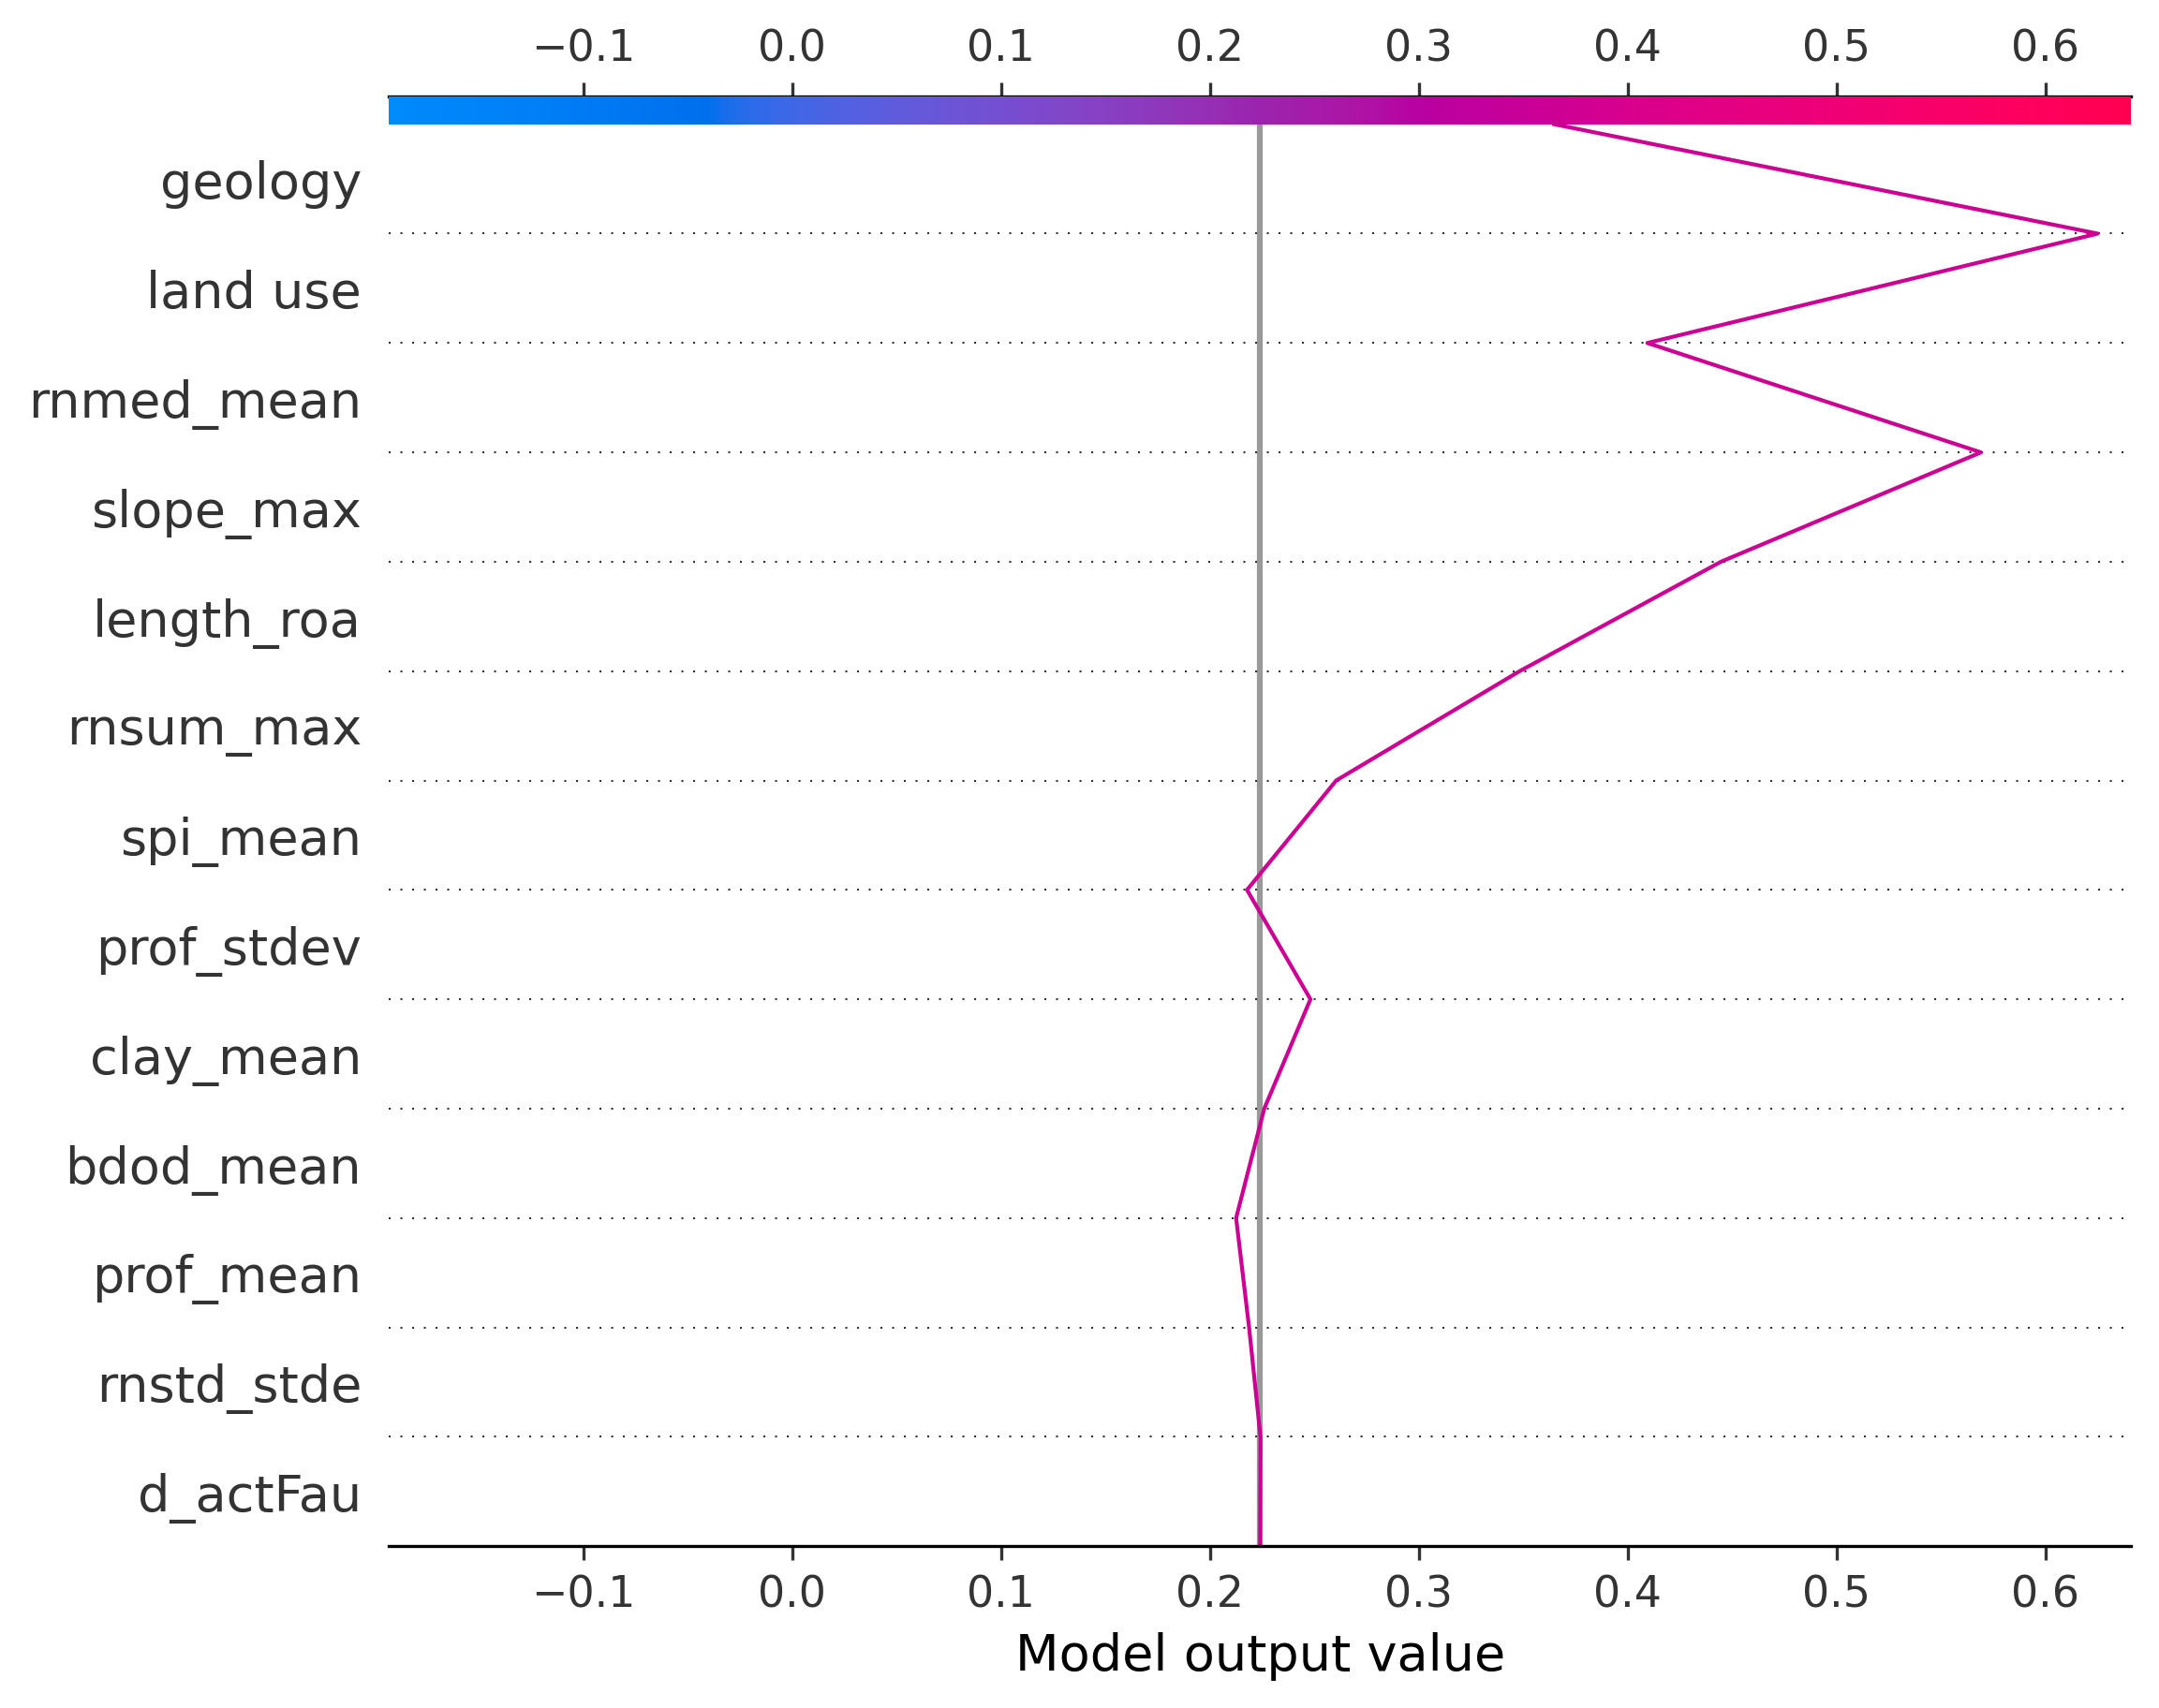 −0.1 0.0 0.1 0.2 0.3 0.4 0.5 0.6
geology
land use
rnmed_mean
slope_max
length_roa
rnsum_max
spi_mean
prof_stdev
clay_mean
bdod_mean
prof_mean
rnstd_stde
d_actFau
−0.1 0.0 0.1 0.2 0.3 0.4 0.5 0.6
Model output value